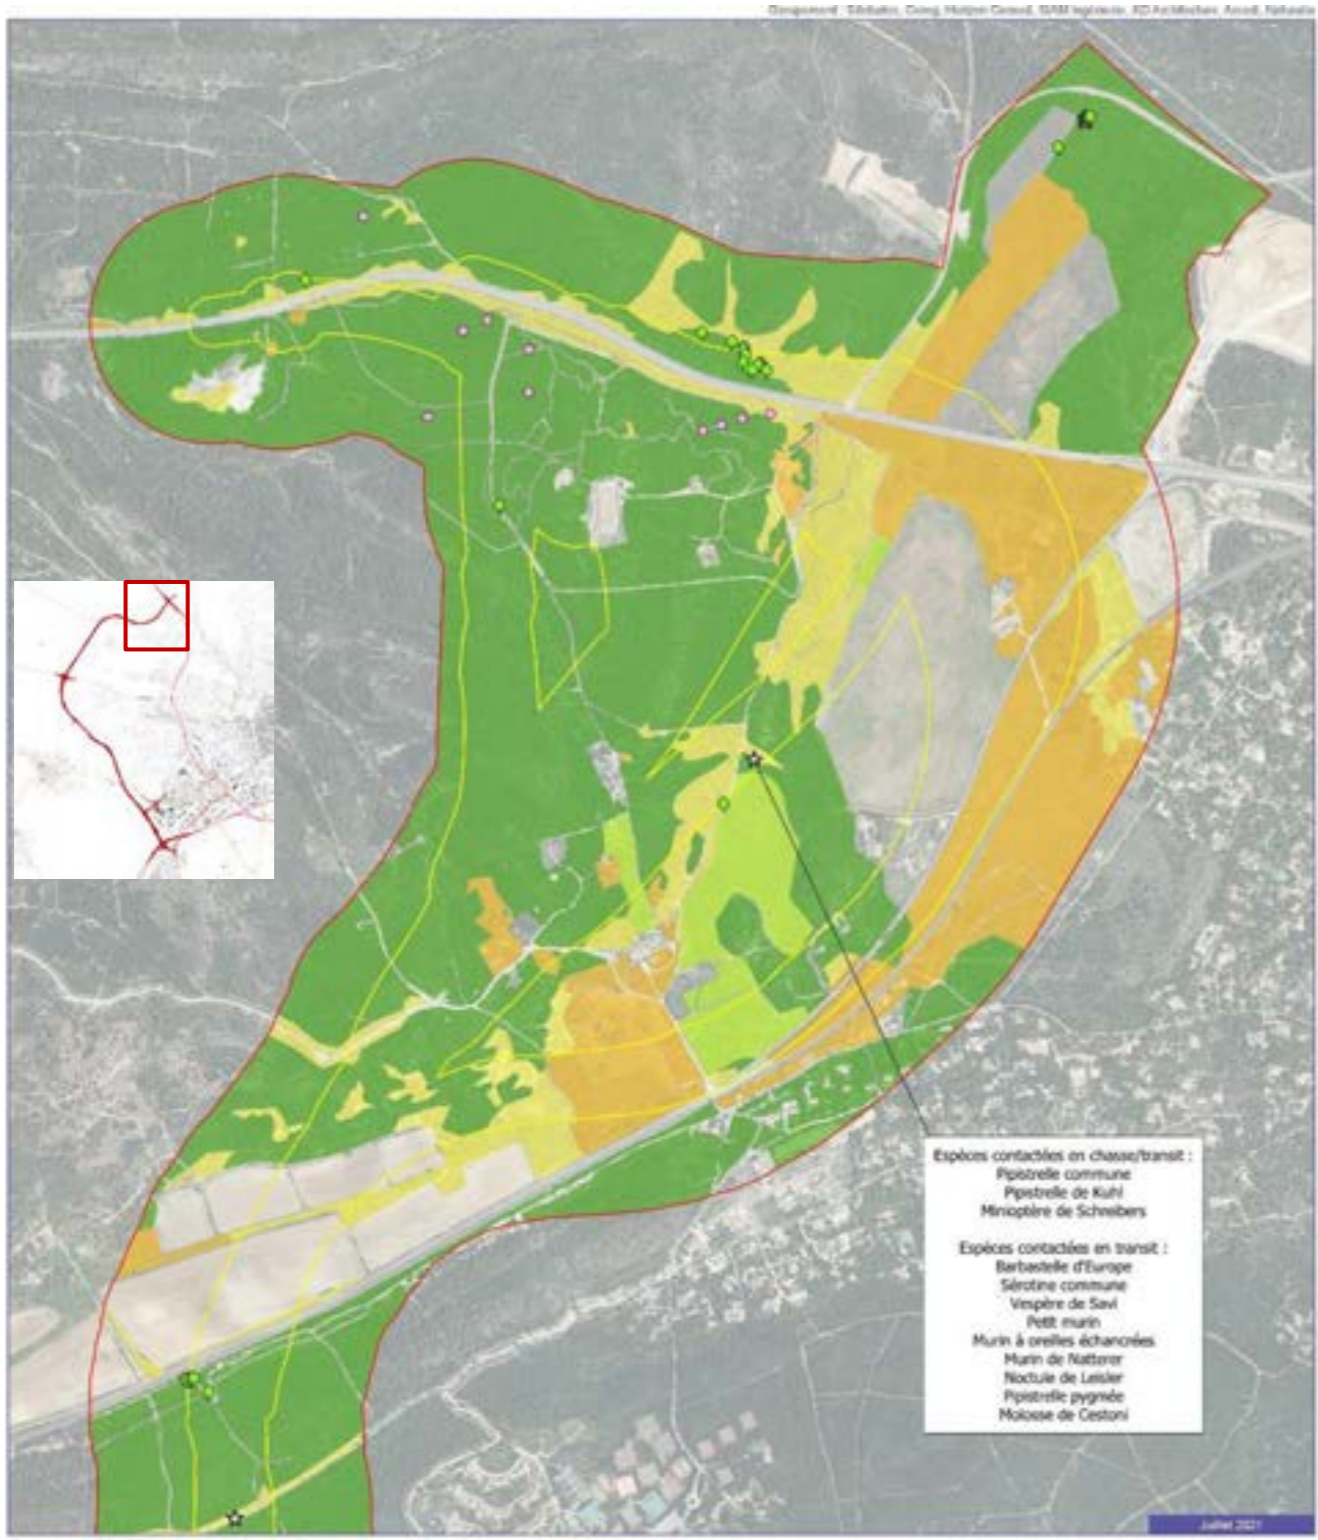 Espèces contactées en chasse/transit :
Pipistrelle commune
Pipistrelle de Kuhl
Minioptère de Schreibers
Espèces contactées en transit :
Barbastelle d'Europe
Sérotine commune
Vespère de Savi
Petit murin
Murin à oreilles échancrées
Murin de Natterer
Noctule de Leisler
Pipistrelle pygmée
Molosse de Cestoni
Juillet 2021